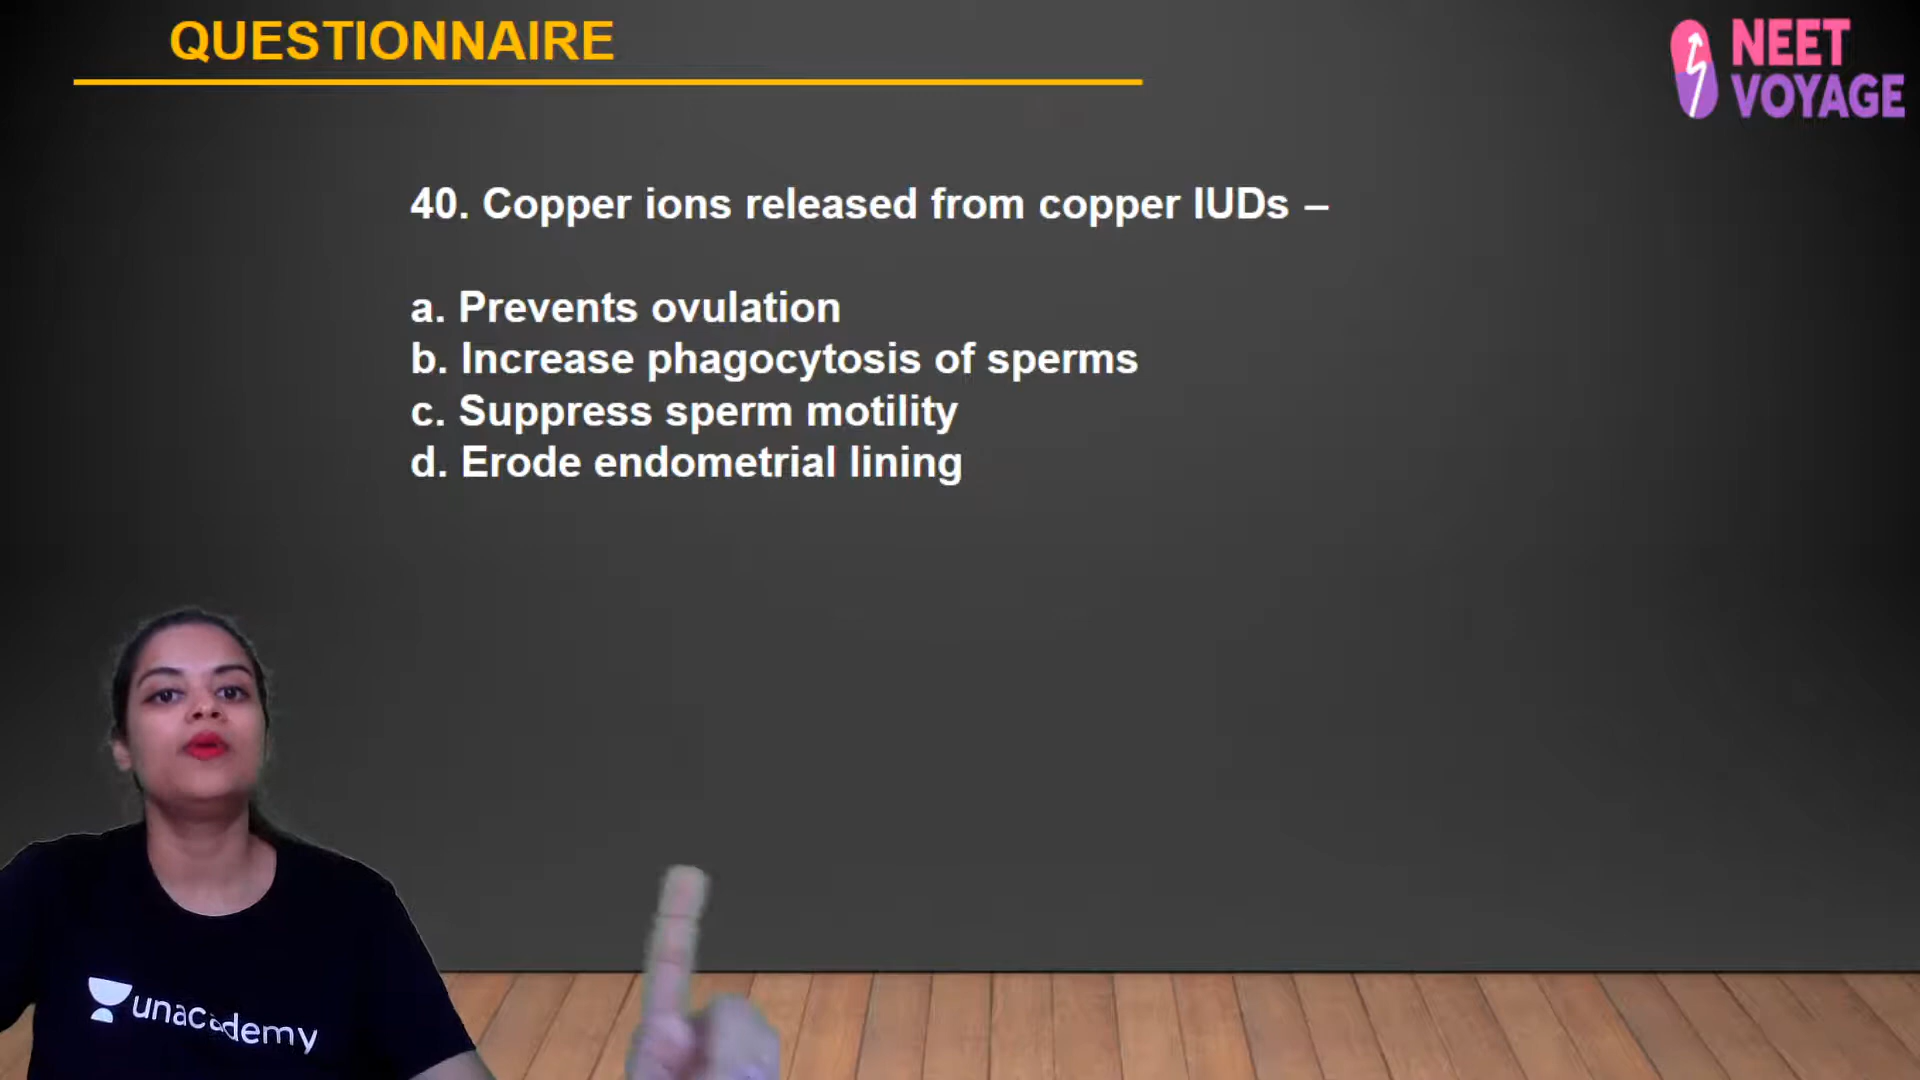 QUESTIONNAIRE
NEET
VOYAGE
40. Copper ions released from copper IUDs –
a. Prevents ovulation
b. Increase phagocytosis of sperms
c. Suppress sperm motility
d. Erode endometrial lining
unacademy